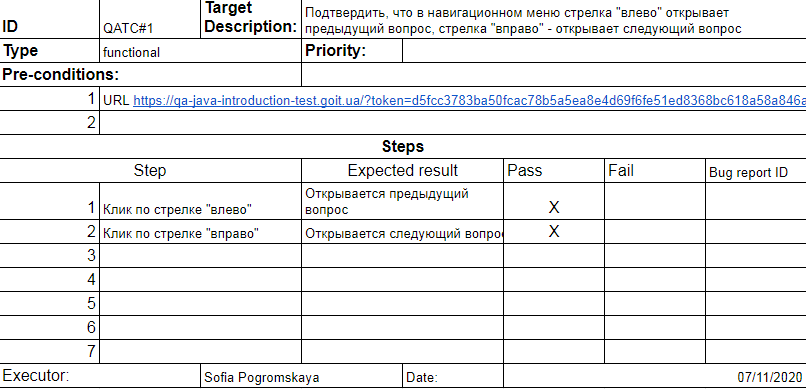 ID QATC#1 Target Description: Подтвердить, что в навигационном меню стрелка "влево" открывает
предыдущий вопрос, стрелка "вправо" - открывает следующий вопрос
Type functional Priority:
Pre-conditions:
1 URL https://qa-java-introduction-test.goit.ua/?token=d5fcc3783ba50fcac78b5a5ea8e4d69f6fe51ed8368bc618a58a846a
2
Steps
Step Expected result Pass Fail Bug report ID
1 Клик по стрелке "влево" Открывается предыдущий
вопрос X
2 Клик по стрелке "вправо" Открывается следующий вопрос X
3
4
5
6
7
Executor: Sofia Pogromskaya Date: 07/11/2020